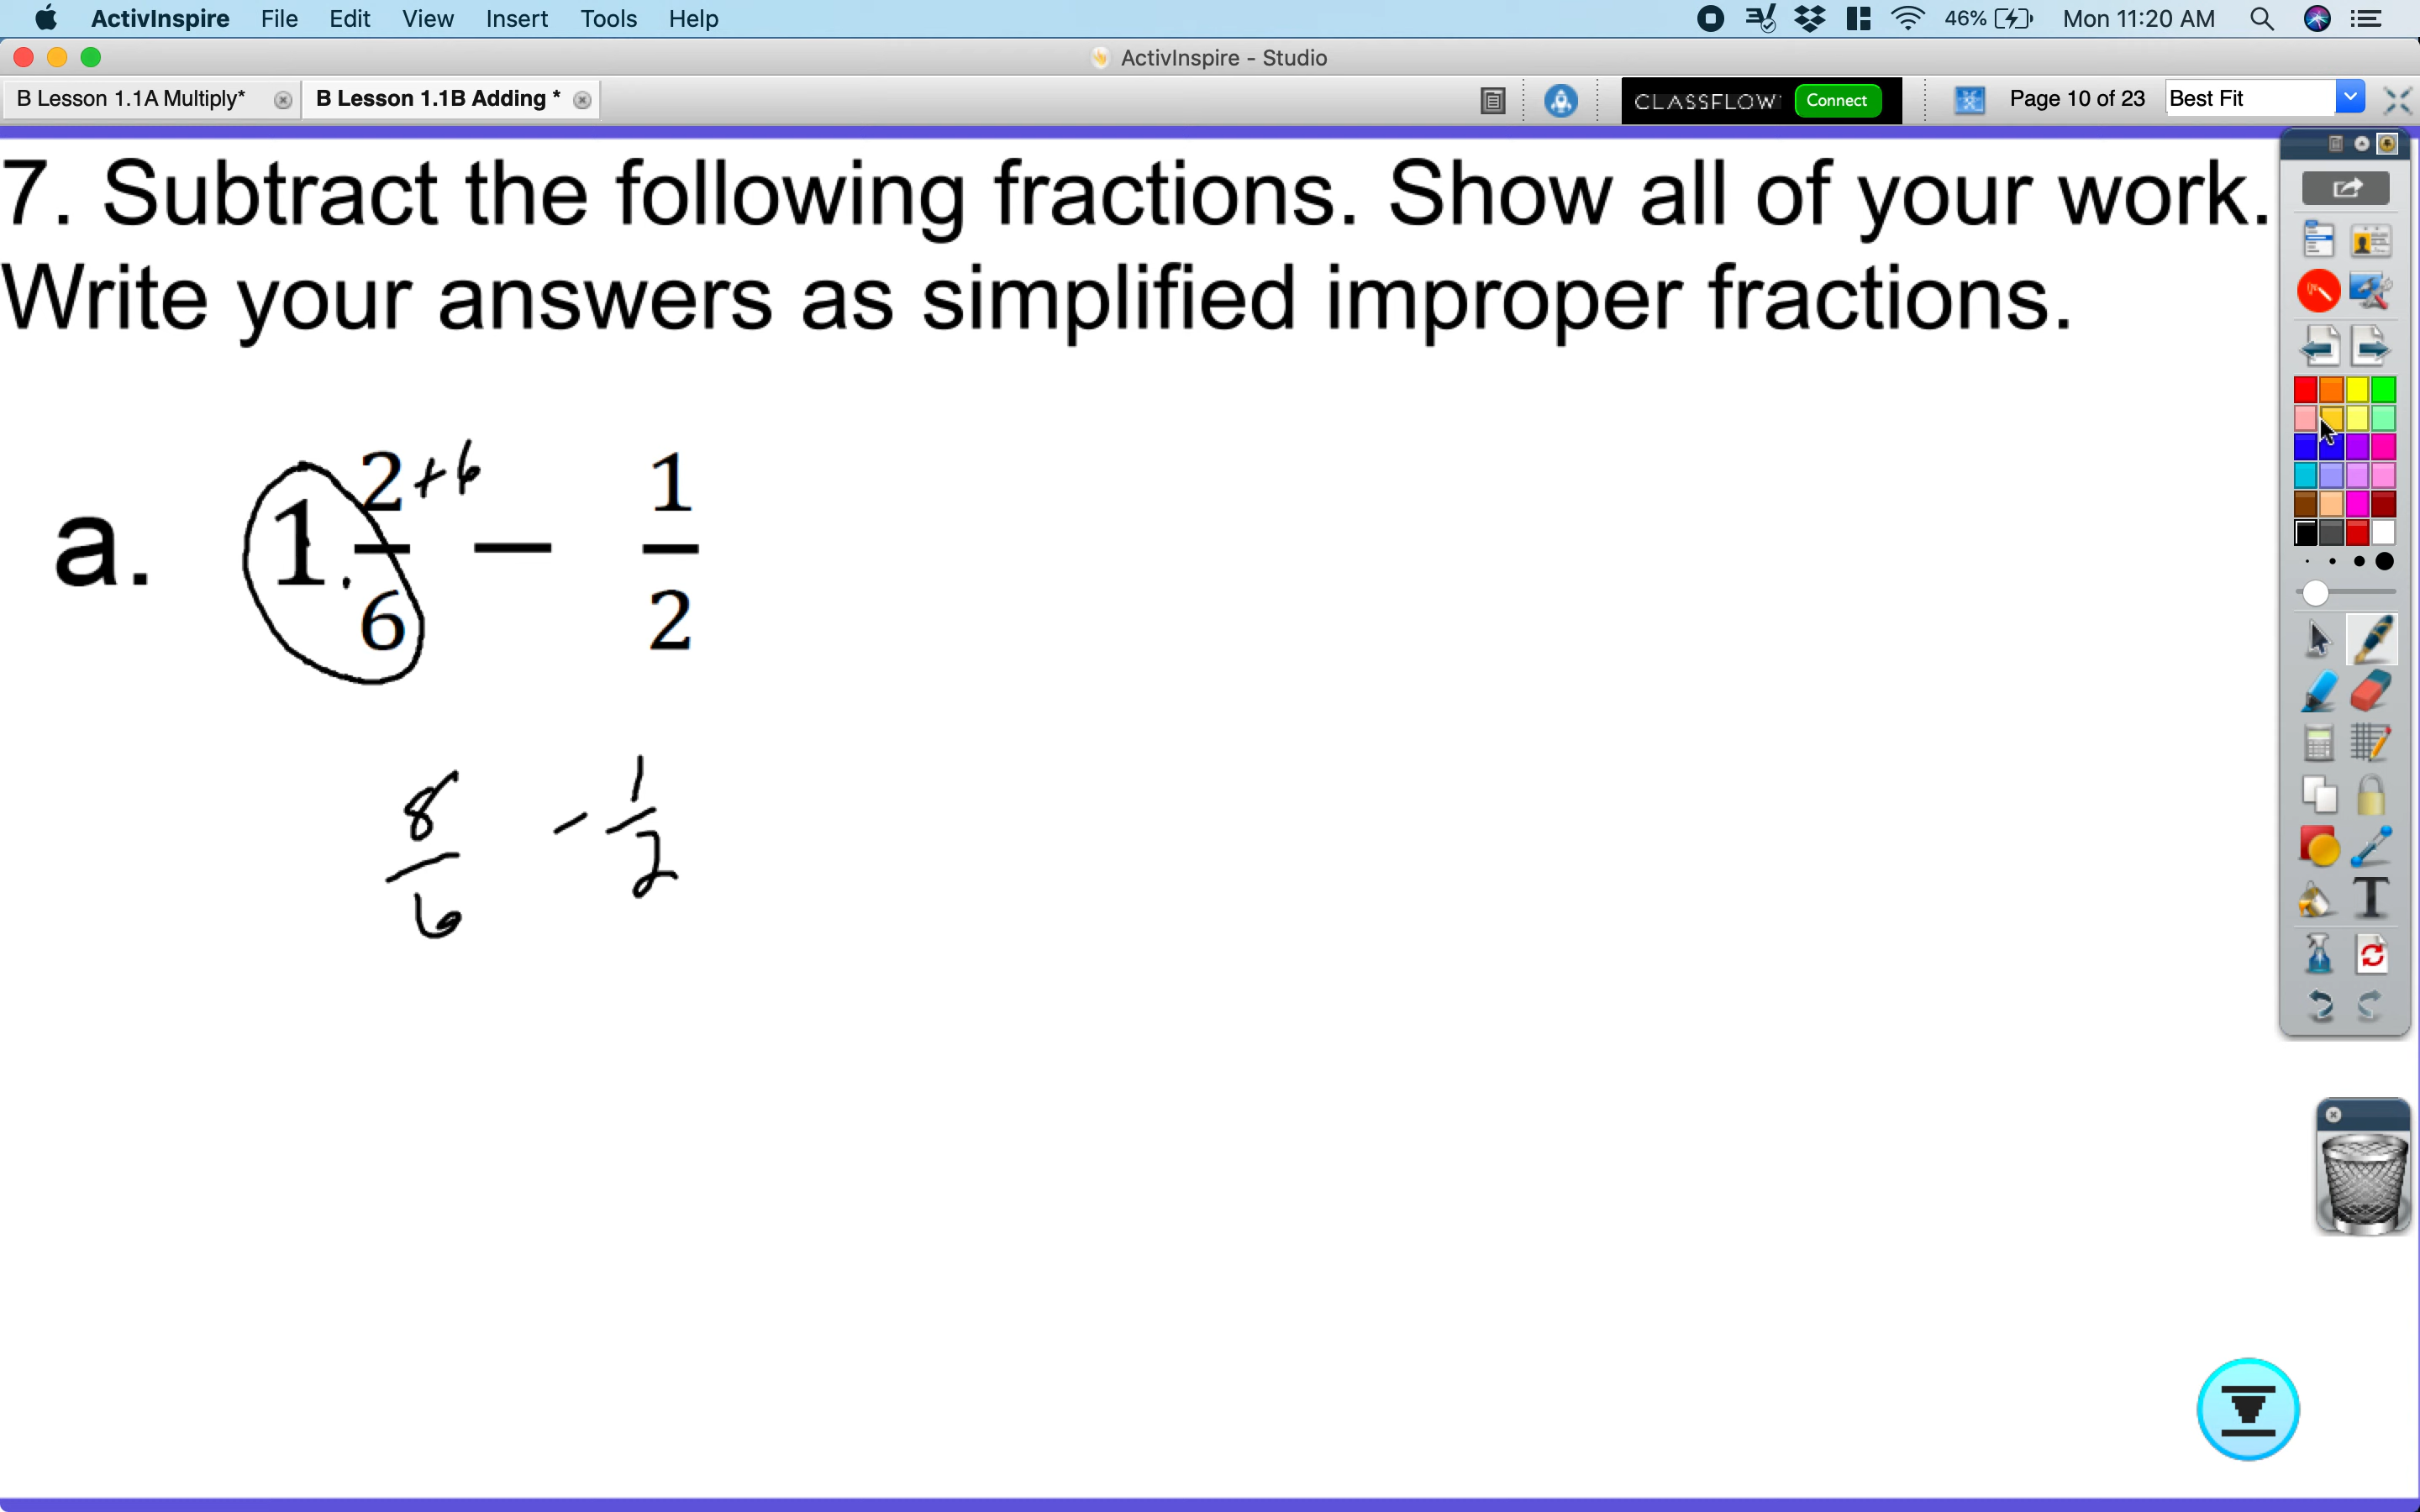 ActivInspire File Edit View Insert Tools Help 46% Mon 11:20 AM
ActivInspire - Studio
B Lesson 1.1A Multiply* B Lesson 1.1B Adding * CLASSFLOW Connect Page 10 of 23 Best Fit
7. Subtract the following fractions. Show all of your work.
Write your answers as simplified improper fractions.
2 +6 1
a. 1 — — —
6 2
8 1
— - —
6 2
T